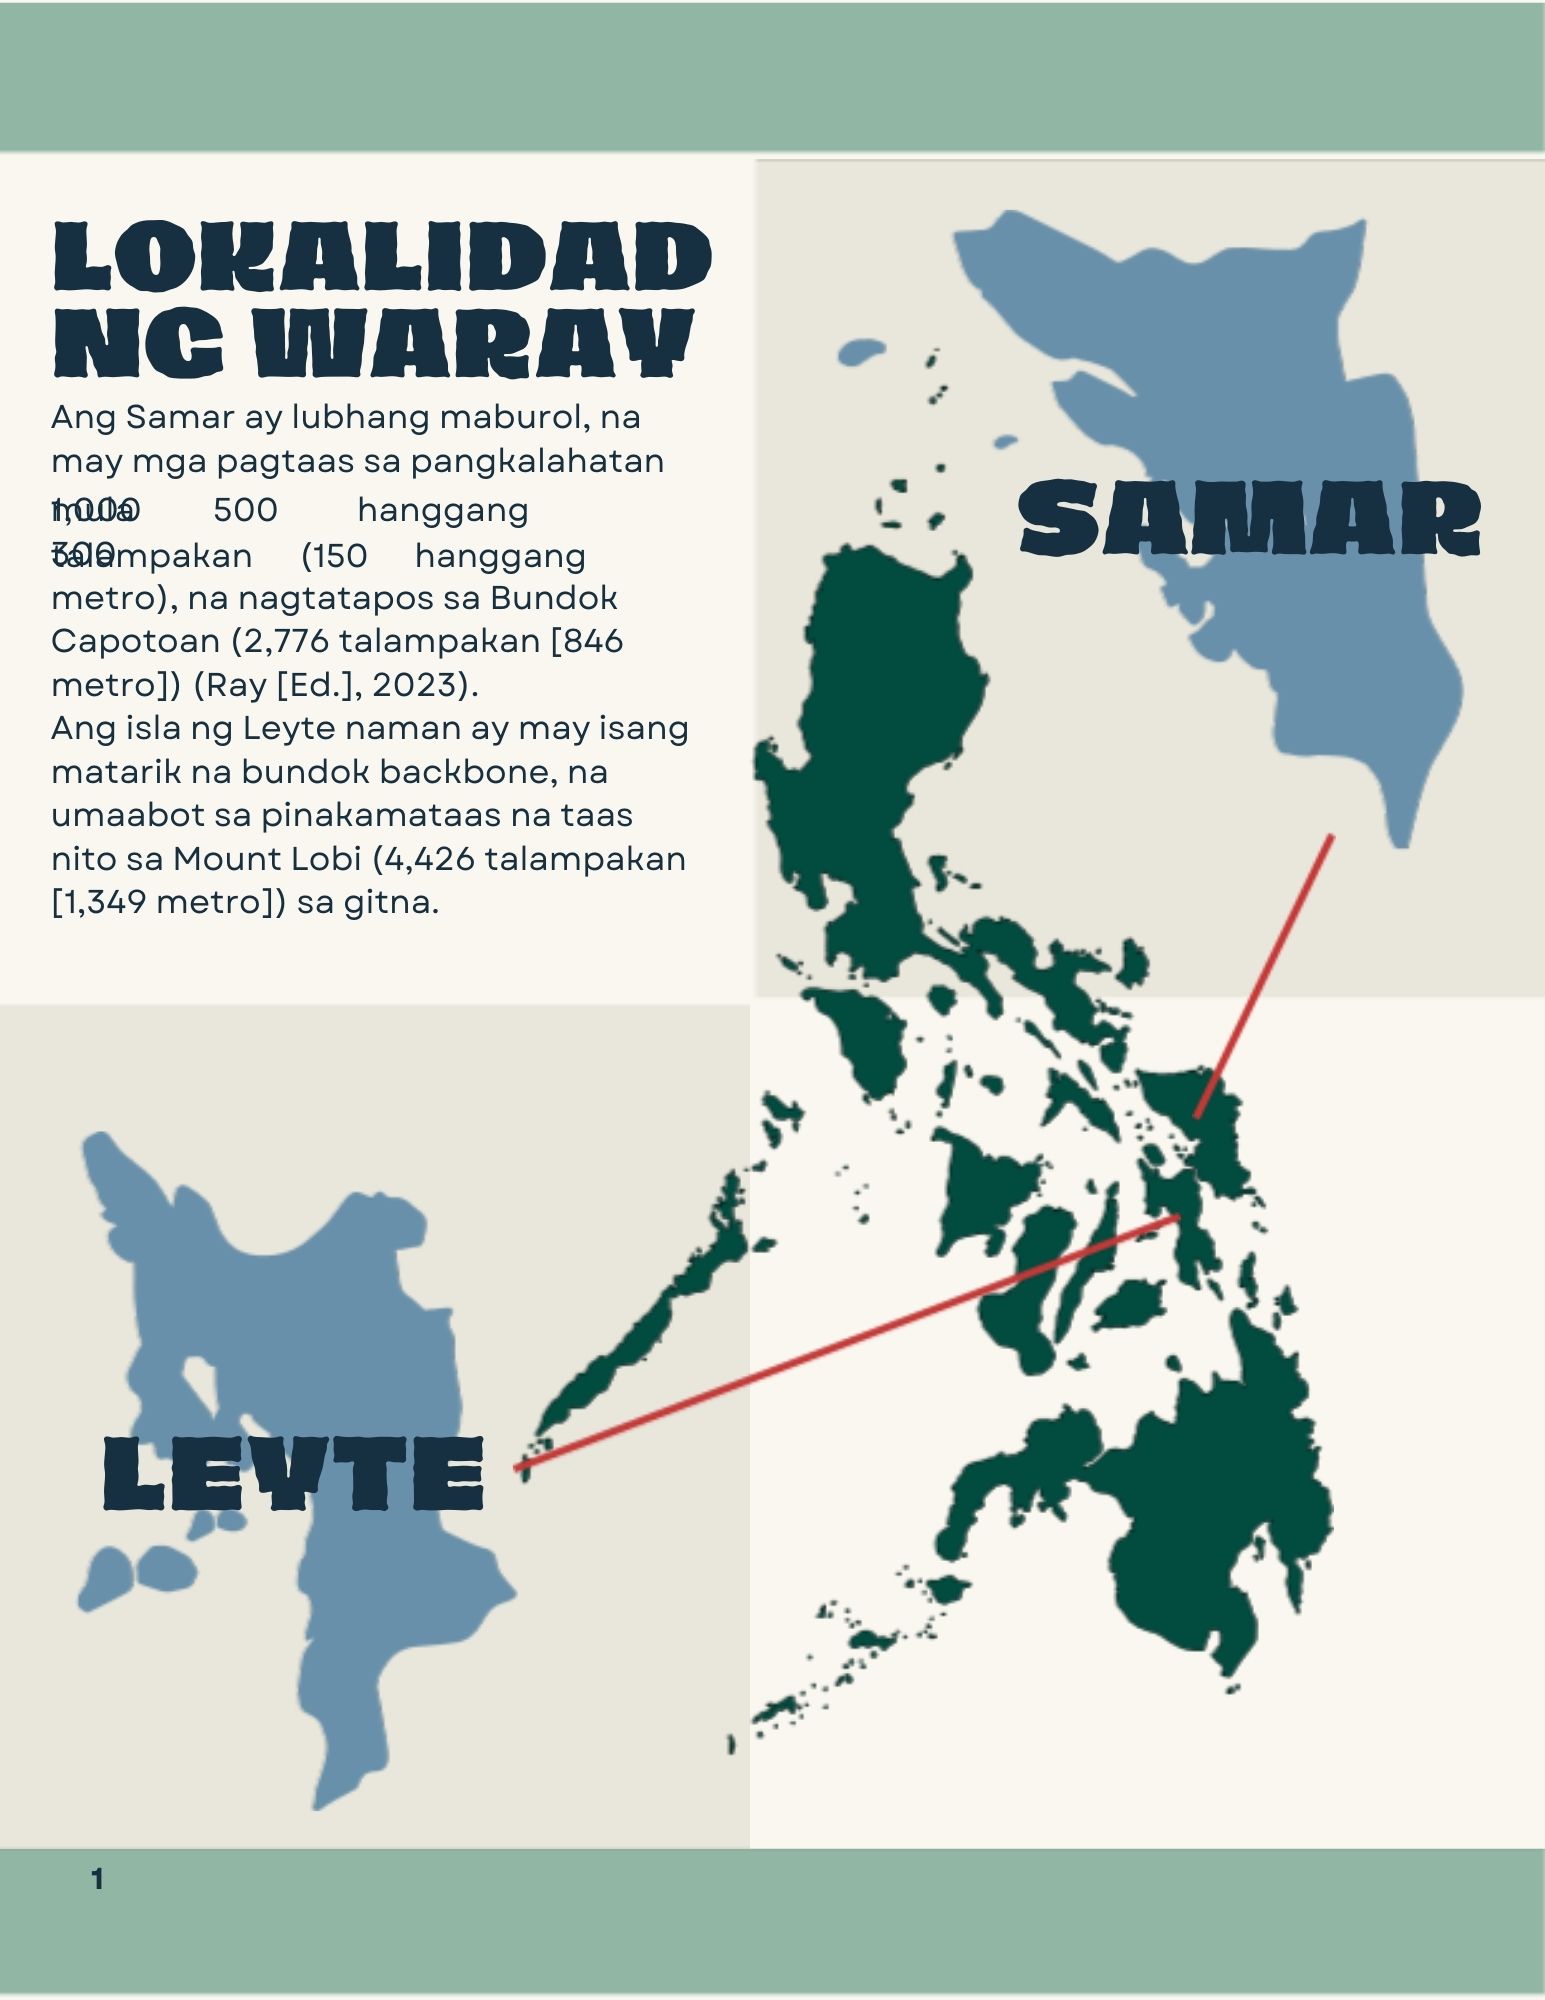 LOKALIDAD
NG WARAY
Ang Samar ay lubhang maburol, na
may mga pagtaas sa pangkalahatan
mula 500 hanggang 1,000
talampakan (150 hanggang 300
metro), na nagtatapos sa Bundok
Capotoan (2,776 talampakan [846
metro]) (Ray [Ed.], 2023).
Ang isla ng Leyte naman ay may isang
matarik na bundok backbone, na
umaabot sa pinakamataas na taas
nito sa Mount Lobi (4,426 talampakan
[1,349 metro]) sa gitna.
SAMAR
LEYTE
1